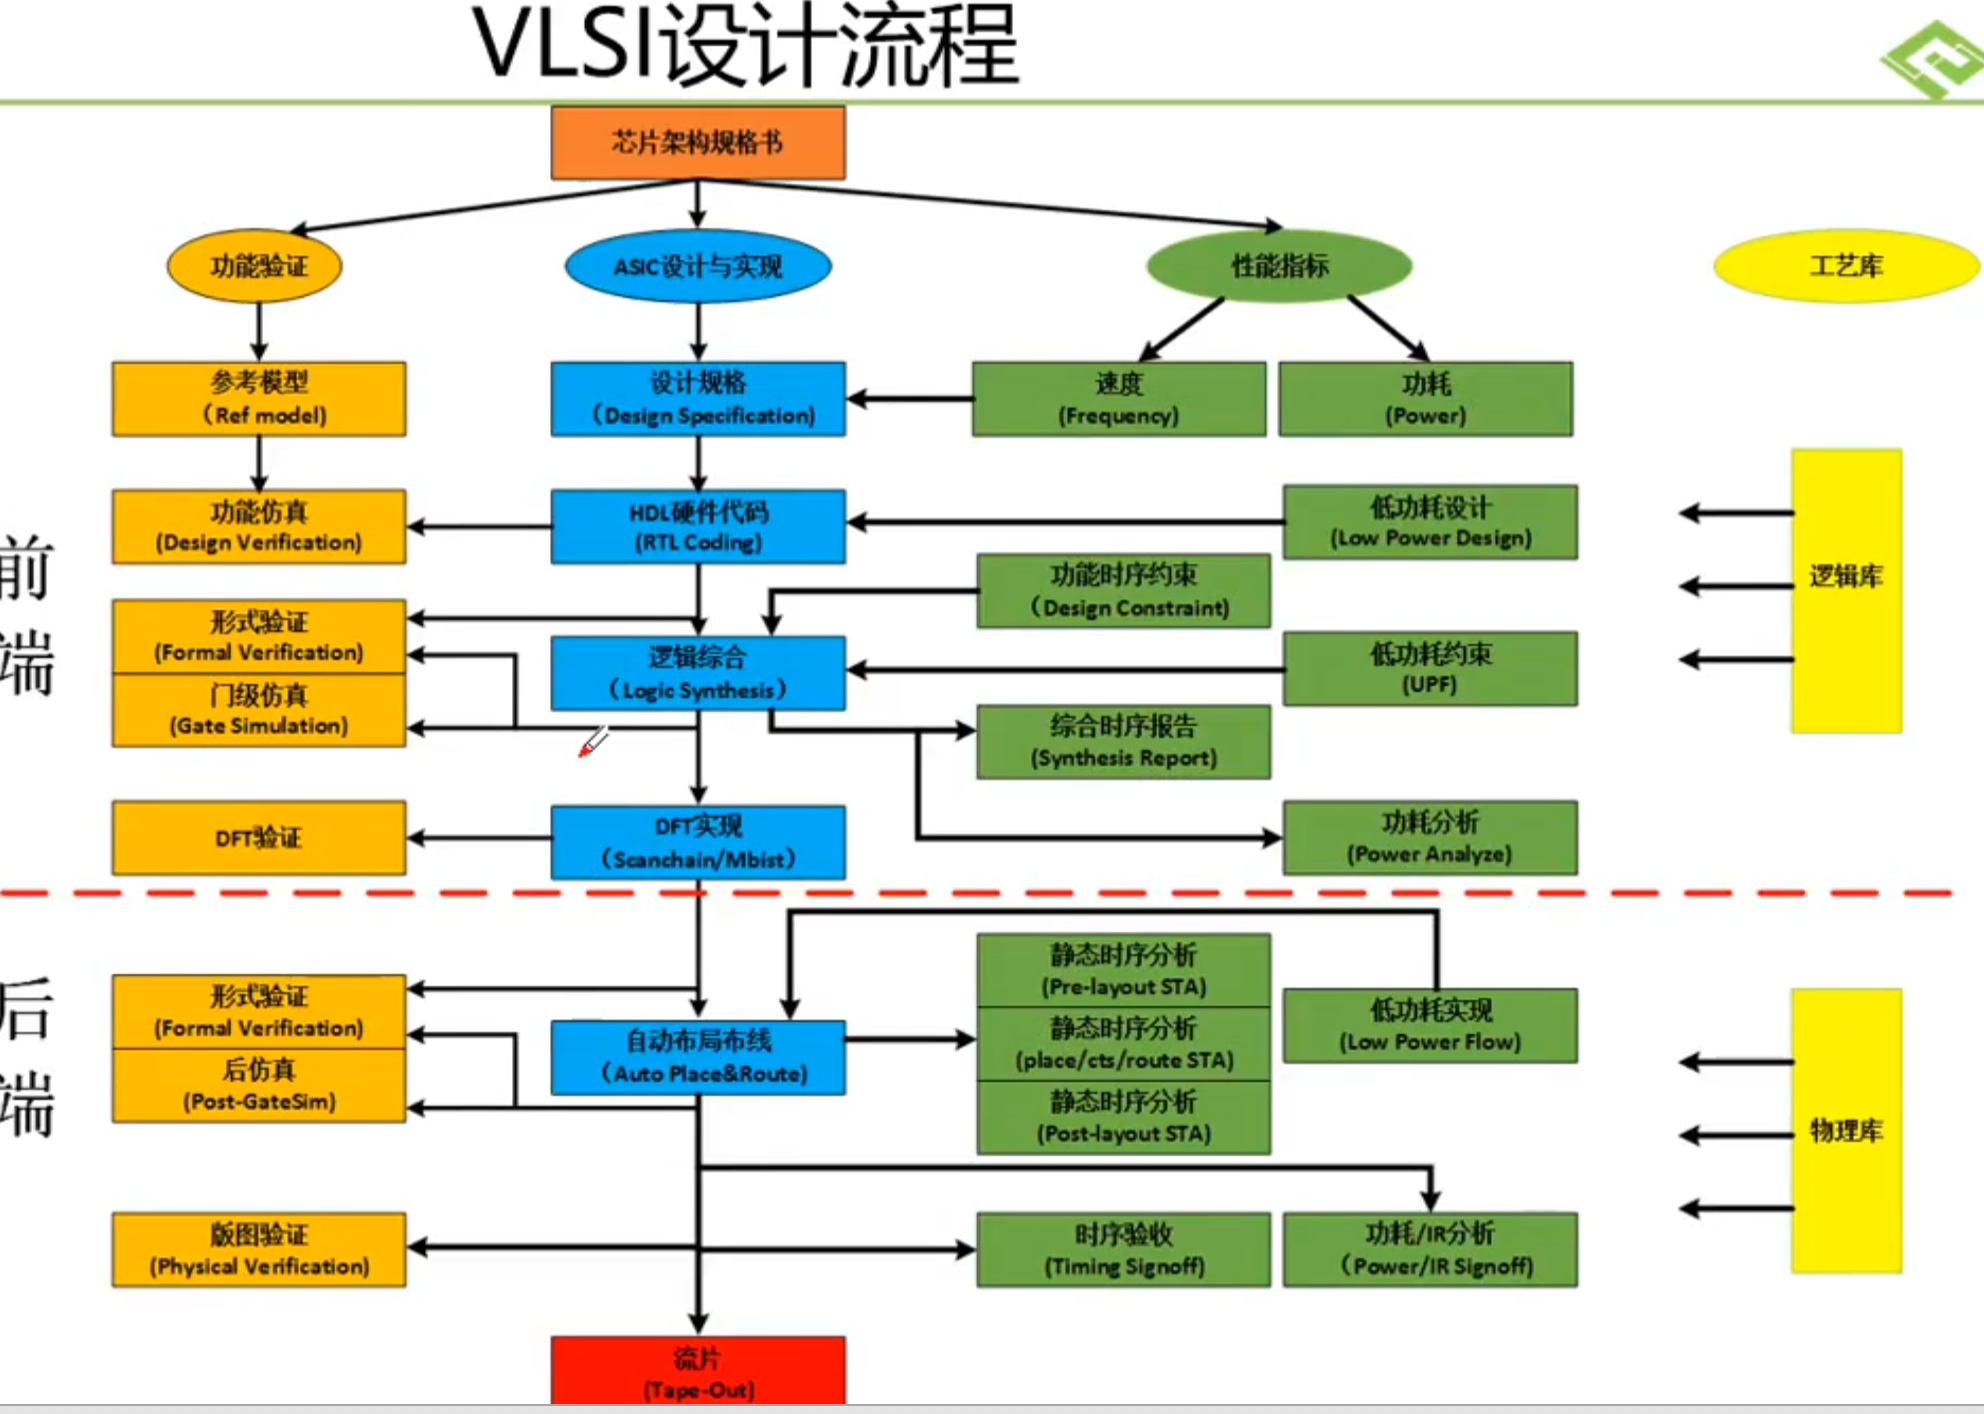 VLSI设计流程
芯片架构规格书
功能验证
ASIC设计与实现
性能指标
工艺库
参考模型
（Ref model)
设计规格
（Design Specification)
速度
(Frequency)
功耗
(Power)
功能仿真
(Design Verification)
HDL硬件代码
(RTL Coding)
低功耗设计
(Low Power Design)
功能时序约束
（Design Constraint)
逻辑库
前
端
形式验证
(Formal Verification)
门级仿真
(Gate Simulation)
逻辑综合
（Logic Synthesis）
低功耗约束
(UPF)
综合时序报告
(Synthesis Report)
DFT验证
DFT实现
（Scanchain/Mbist）
功耗分析
(Power Analyze)
后
端
形式验证
(Formal Verification)
后仿真
(Post-GateSim)
自动布局布线
（Auto Place&Route)
静态时序分析
(Pre-layout STA)
静态时序分析
(place/cts/route STA)
静态时序分析
(Post-layout STA)
低功耗实现
(Low Power Flow)
物理库
版图验证
(Physical Verification)
时序验收
(Timing Signoff)
功耗/IR分析
（Power/IR Signoff)
流片
(Tape-Out)